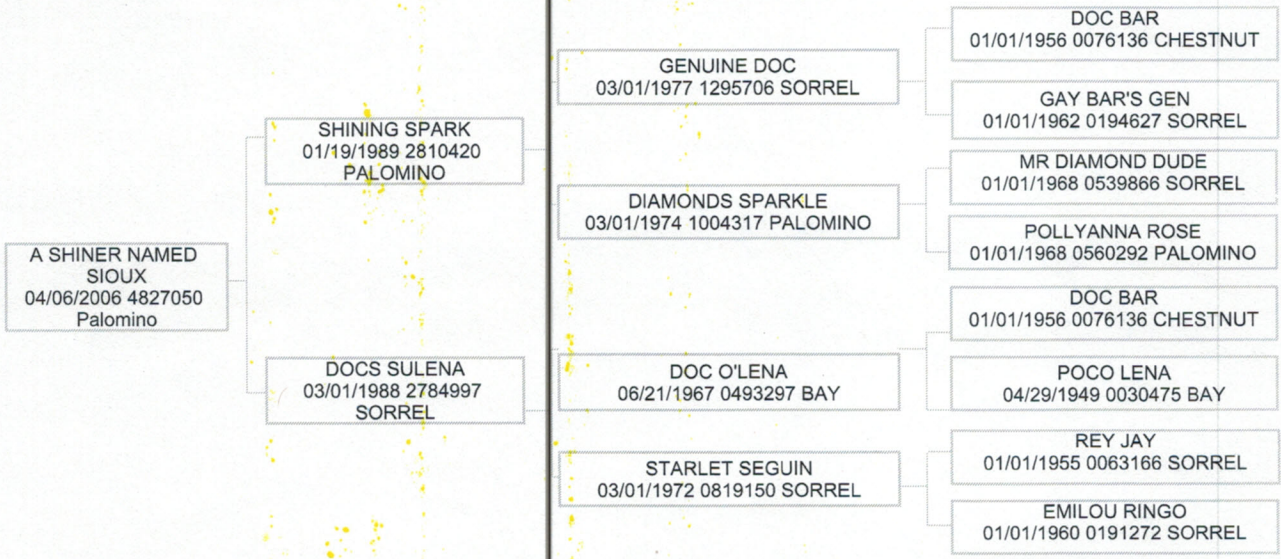 A SHINER NAMED
SIOUX
04/06/2006 4827050
Palomino
SHINING SPARK
01/19/1989 2810420
PALOMINO
DOCS SULENA
03/01/1988 2784997
SORREL
GENUINE DOC
03/01/1977 1295706 SORREL
DIAMONDS SPARKLE
03/01/1974 1004317 PALOMINO
DOC O'LENA
06/21/1967 0493297 BAY
STARLET SEGUIN
03/01/1972 0819150 SORREL
DOC BAR
01/01/1956 0076136 CHESTNUT
GAY BAR'S GEN
01/01/1962 0194627 SORREL
MR DIAMOND DUDE
01/01/1968 0539866 SORREL
POLLYANNA ROSE
01/01/1968 0560292 PALOMINO
DOC BAR
01/01/1956 0076136 CHESTNUT
POCO LENA
04/29/1949 0030475 BAY
REY JAY
01/01/1955 0063166 SORREL
EMILOU RINGO
01/01/1960 0191272 SORREL